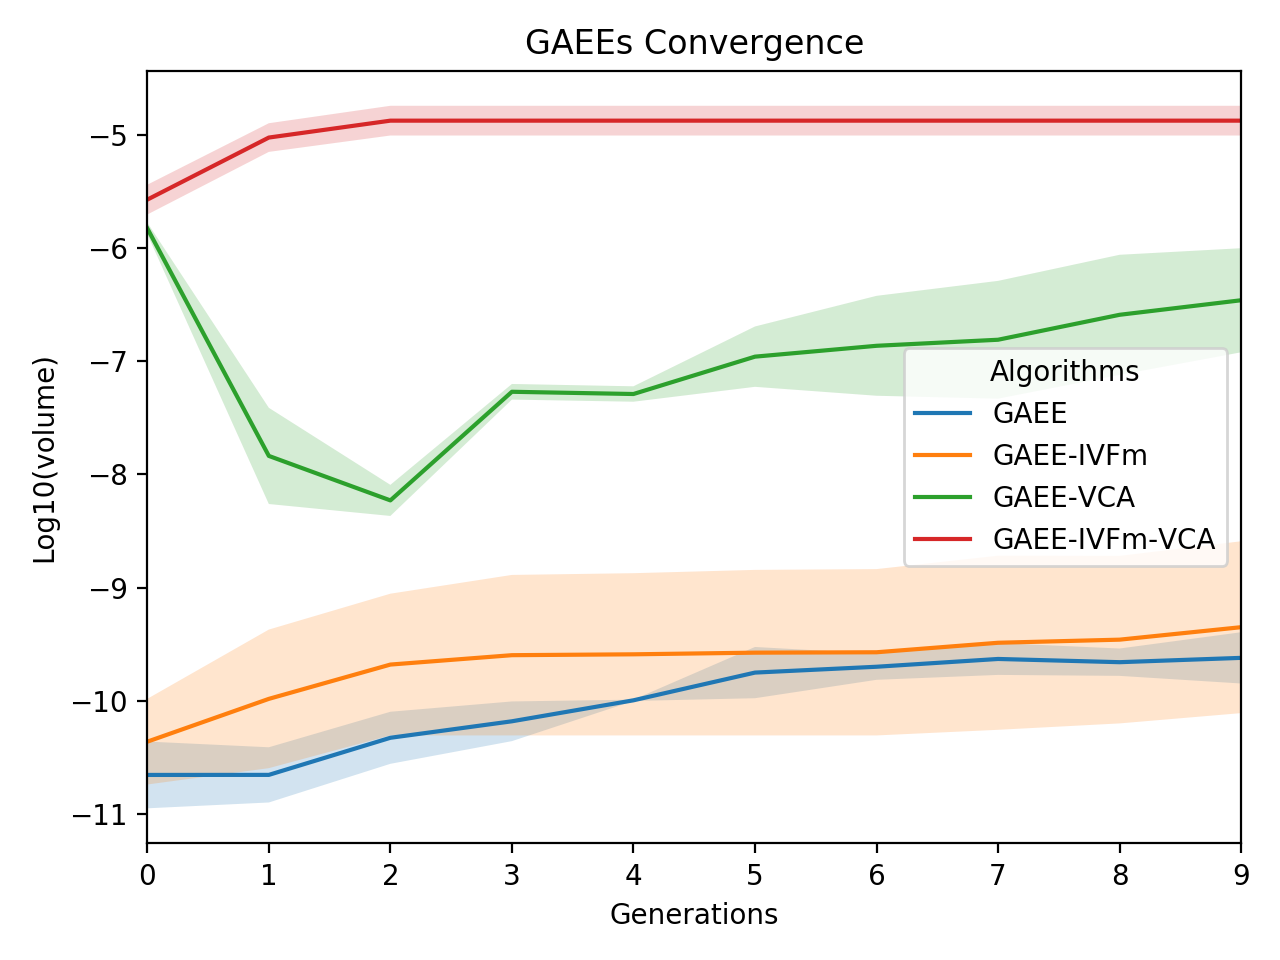 GAEEs Convergence
Log10(volume)
−5
−6
−7
−8
−9
−10
−11
Algorithms
GAEE
GAEE-IVFm
GAEE-VCA
GAEE-IVFm-VCA
0 1 2 3 4 5 6 7 8 9
Generations